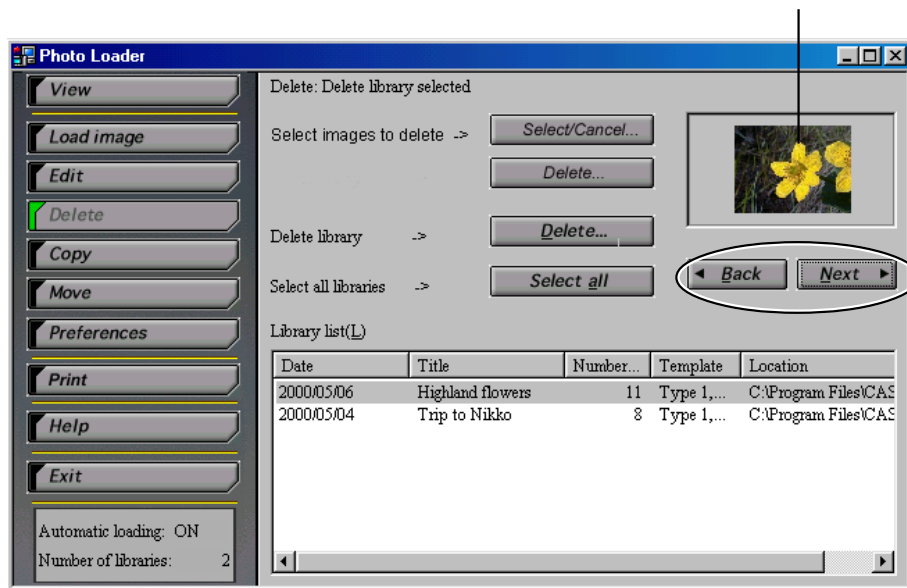 Photo Loader
View
Load image
Edit
Delete
Copy
Move
Preferences
Print
Help
Exit
Automatic loading: ON
Number of libraries: 2
Delete: Delete library selected
Select images to delete -> Select/Cancel...
Delete...
Delete library -> Delete...
Select all libraries -> Select all
Back Next
Library list(L)
Date Title Number... Template Location
2000/05/06 Highland flowers 11 Type 1,... C:\Program Files\CAS
2000/05/04 Trip to Nikko 8 Type 1,... C:\Program Files\CAS